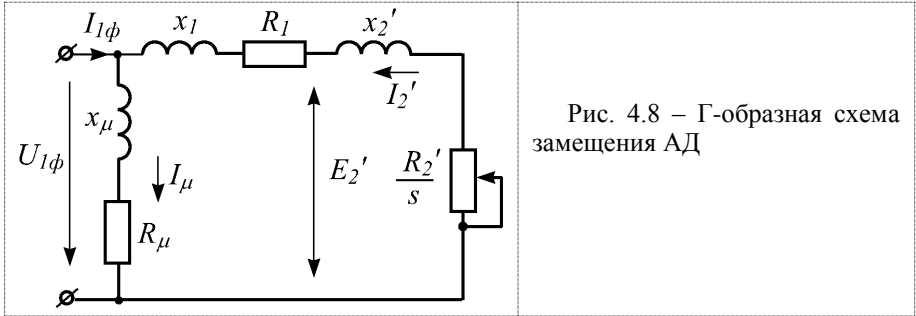 I1ф
x1
R1
x2'
I2'
xμ
U1ф
Iμ
E2'
R2'
s
Rμ
Рис. 4.8 – Г-образная схема
замещения АД